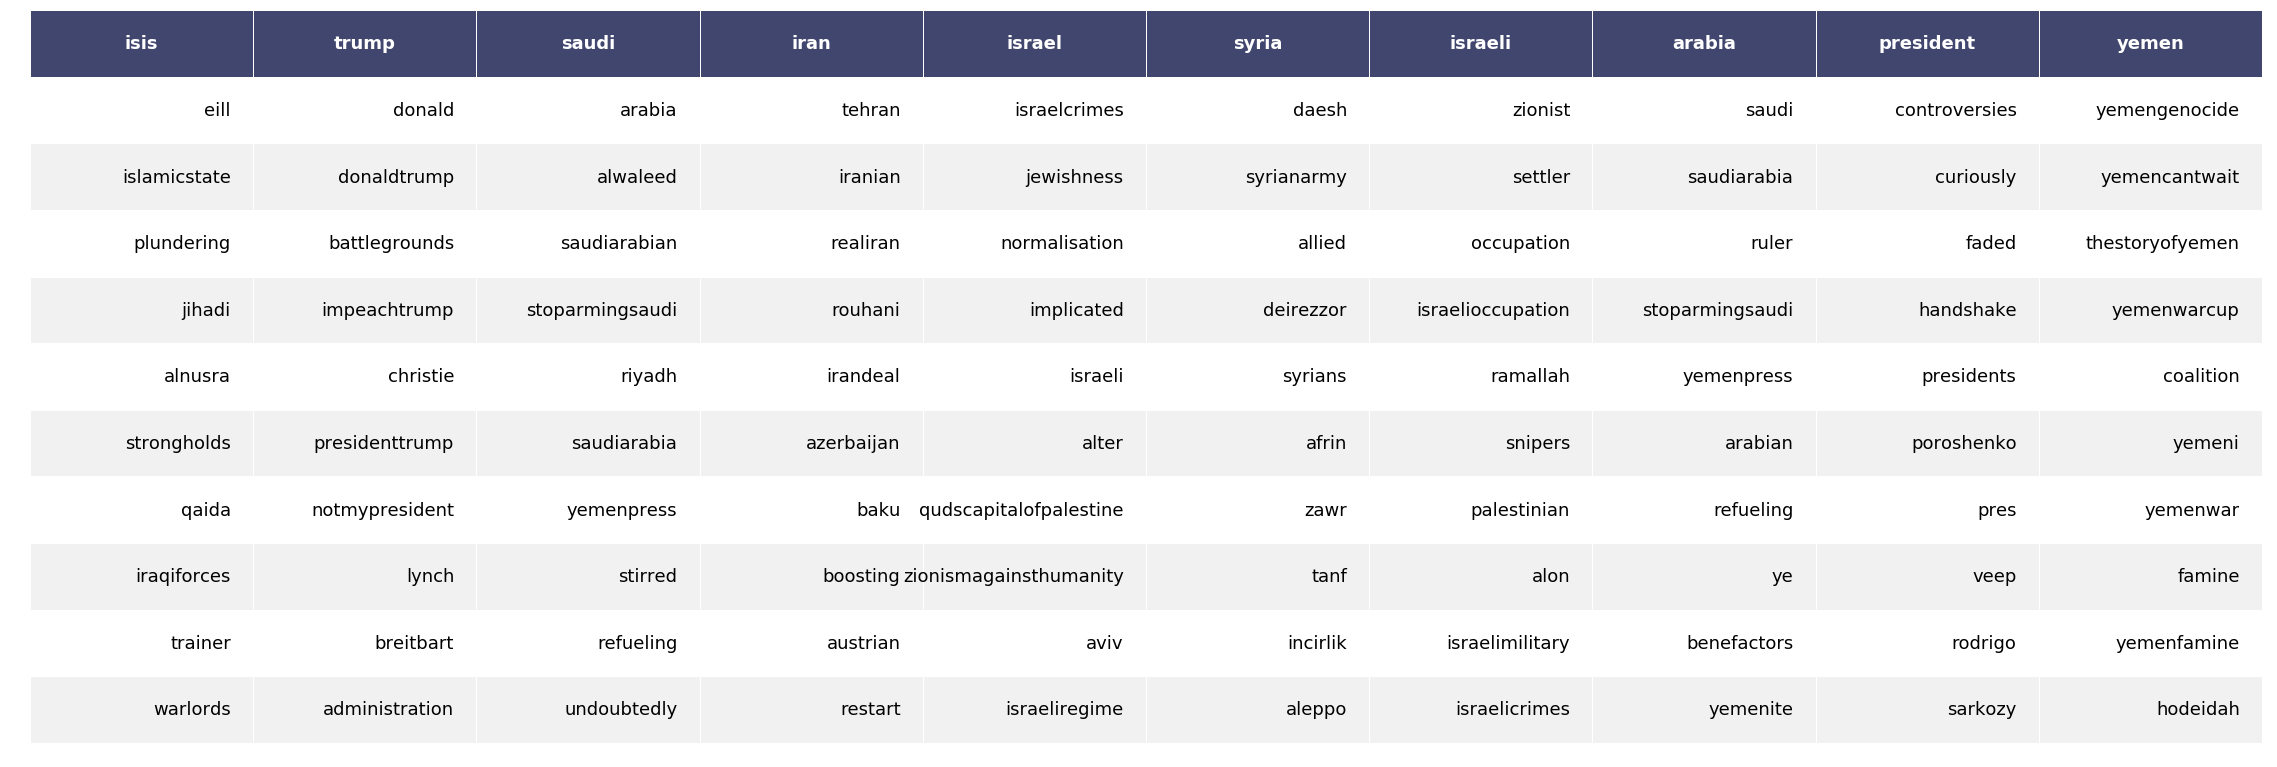 isis trump saudi iran israel syria israeli arabia president yemen
eill donald arabia tehran israelcrimes daesh zionist saudi controversies yemengenocide
islamicstate donaldtrump alwaleed iranian jewishness syrianarmy settler saudiarabia curiously yemencantwait
plundering battlegrounds saudiarabian realiran normalisation allied occupation ruler faded thestoryofyemen
jihadi impeachtrump stoparmingsaudi rouhani implicated deirezzor israelioccupation stoparmingsaudi handshake yemenwarcup
alnusra christie riyadh irandeal israeli syrians ramallah yemenpress presidents coalition
strongholds presidenttrump saudiarabia azerbaijan alter afrin snipers arabian poroshenko yemeni
qaida notmypresident yemenpress baku qudscapitalofpalestine zawr palestinian refueling pres yemenwar
iraqiforces lynch stirred boosting zionismagainsthumanity tanf alon ye veep famine
trainer breitbart refueling austrian aviv incirlik israelimilitary benefactors rodrigo yemenfamine
warlords administration undoubtedly restart israeliregime aleppo israelicrimes yemenite sarkozy hodeidah